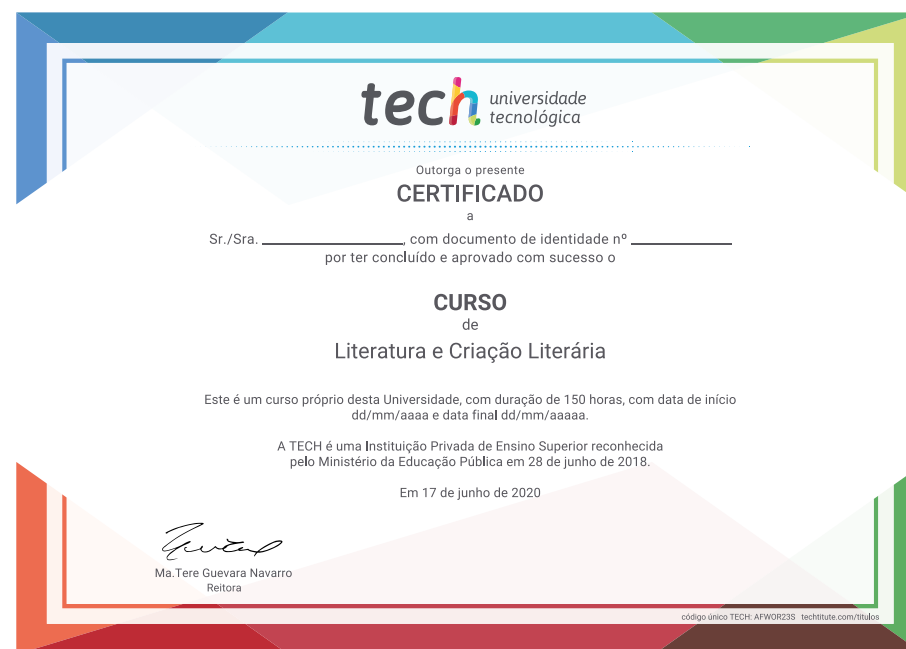 tech universidade
tecnológica
Outorga o presente
CERTIFICADO
a
Sr./Sra. ________________, com documento de identidade nº ____________
por ter concluído e aprovado com sucesso o
CURSO
de
Literatura e Criação Literária
Este é um curso próprio desta Universidade, com duração de 150 horas, com data de início
dd/mm/aaaa e data final dd/mm/aaaaa.
A TECH é uma Instituição Privada de Ensino Superior reconhecida
pelo Ministério da Educação Pública em 28 de junho de 2018.
Em 17 de junho de 2020
Ma.Tere Guevara Navarro
Reitora
código único TECH: AFWOR23S techtitute.com/titulos